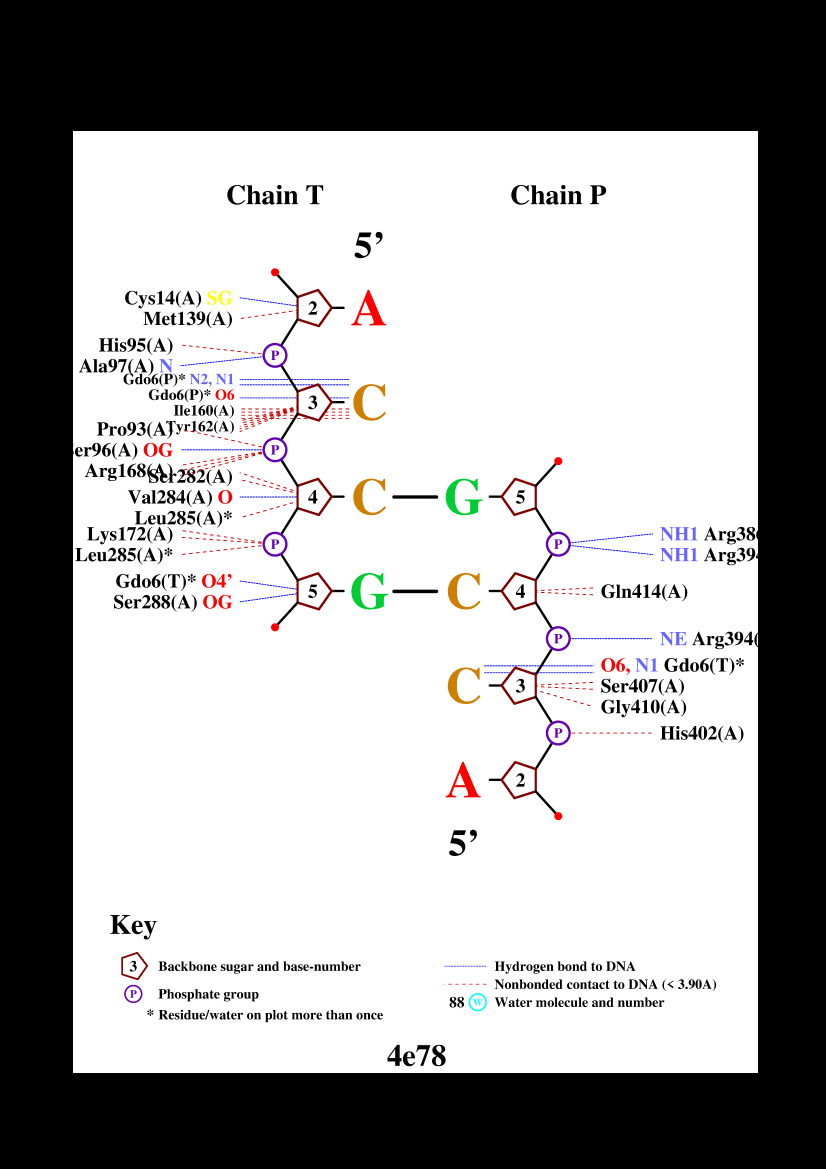 Chain T Chain P
5’
Cys14(A) SG
2 A
Met139(A)
His95(A)
P
Ala97(A) N
Gdo6(P)* N2, N1
Gdo6(P)* O6
3 C
Ile160(A)
Tyr162(A)
Pro93(A)
er96(A) OG
P
Arg168(A)
Ser282(A)
Val284(A) O
4 C G 5
Leu285(A)*
Lys172(A)
P P
NH1 Arg38
Leu285(A)*
NH1 Arg394
Gdo6(T)* O4’
5 G C 4
Gln414(A)
Ser288(A) OG
P
NE Arg394(
O6, N1 Gdo6(T)*
C 3
Ser407(A)
Gly410(A)
P
His402(A)
A 2
5’
Key
3 Backbone sugar and base-number
P Phosphate group
* Residue/water on plot more than once
Hydrogen bond to DNA
Nonbonded contact to DNA (< 3.90A)
88 W Water molecule and number
4e78